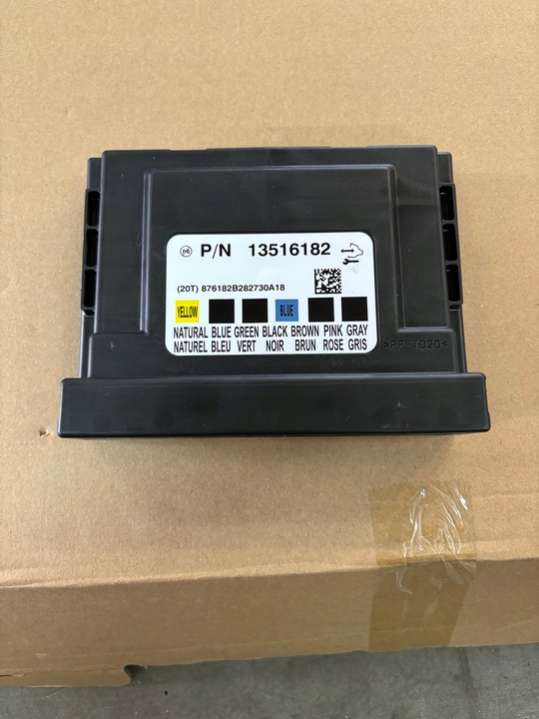 P/N 13516182
(20T) 876182B282730A18
YELLOW BLUE
NATURAL BLUE GREEN BLACK BROWN PINK GRAY
NATUREL BLEU VERT NOIR BRUN ROSE GRIS